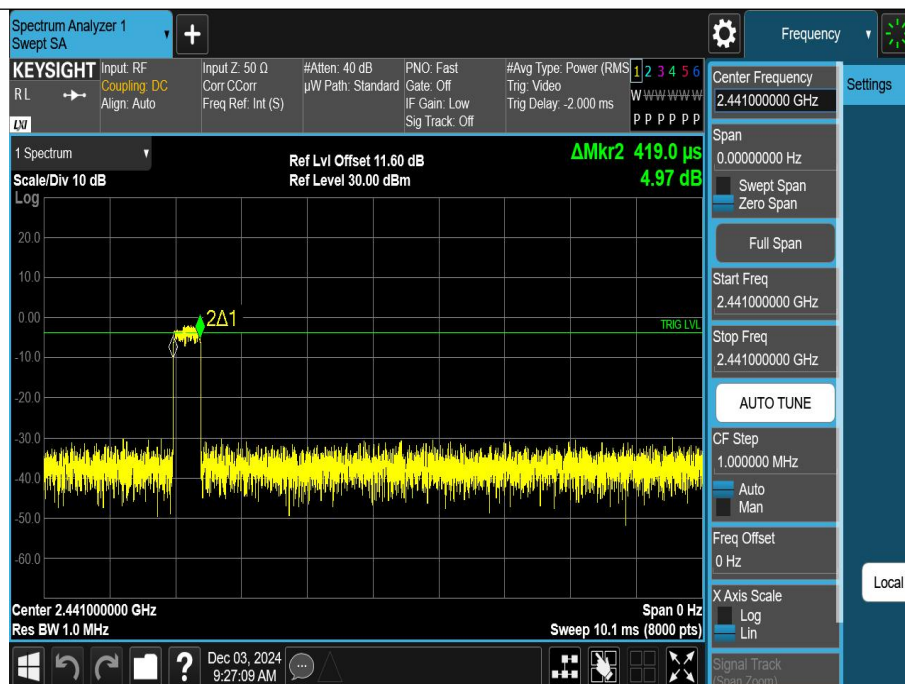 Spectrum Analyzer 1
Swept SA
+
Frequency
KEYSIGHT
RL
LXI
Input: RF
Coupling: DC
Align: Auto
Input Z: 50 Ω
Corr CCorr
Freq Ref: Int (S)
#Atten: 40 dB
µW Path: Standard
PNO: Fast
Gate: Off
IF Gain: Low
Sig Track: Off
#Avg Type: Power (RMS
Trig: Video
Trig Delay: -2.000 ms
1 2 3 4 5 6
W W W W W W
P P P P P P
Center Frequency
2.441000000 GHz
Settings
Span
0.00000000 Hz
Swept Span
Zero Span
Full Span
Start Freq
2.441000000 GHz
Stop Freq
2.441000000 GHz
AUTO TUNE
CF Step
1.000000 MHz
Auto
Man
Freq Offset
0 Hz
X Axis Scale
Log
Lin
Signal Track
(Span Zoom)
Local
1 Spectrum
Scale/Div 10 dB
Ref Lvl Offset 11.60 dB
Ref Level 30.00 dBm
ΔMkr2 419.0 µs
4.97 dB
Log
20.0
10.0
0.00
-10.0
-20.0
-30.0
-40.0
-50.0
-60.0
2Δ1
TRIG LVL
Center 2.441000000 GHz
Res BW 1.0 MHz
Span 0 Hz
Sweep 10.1 ms (8000 pts)
?
Dec 03, 2024
9:27:09 AM